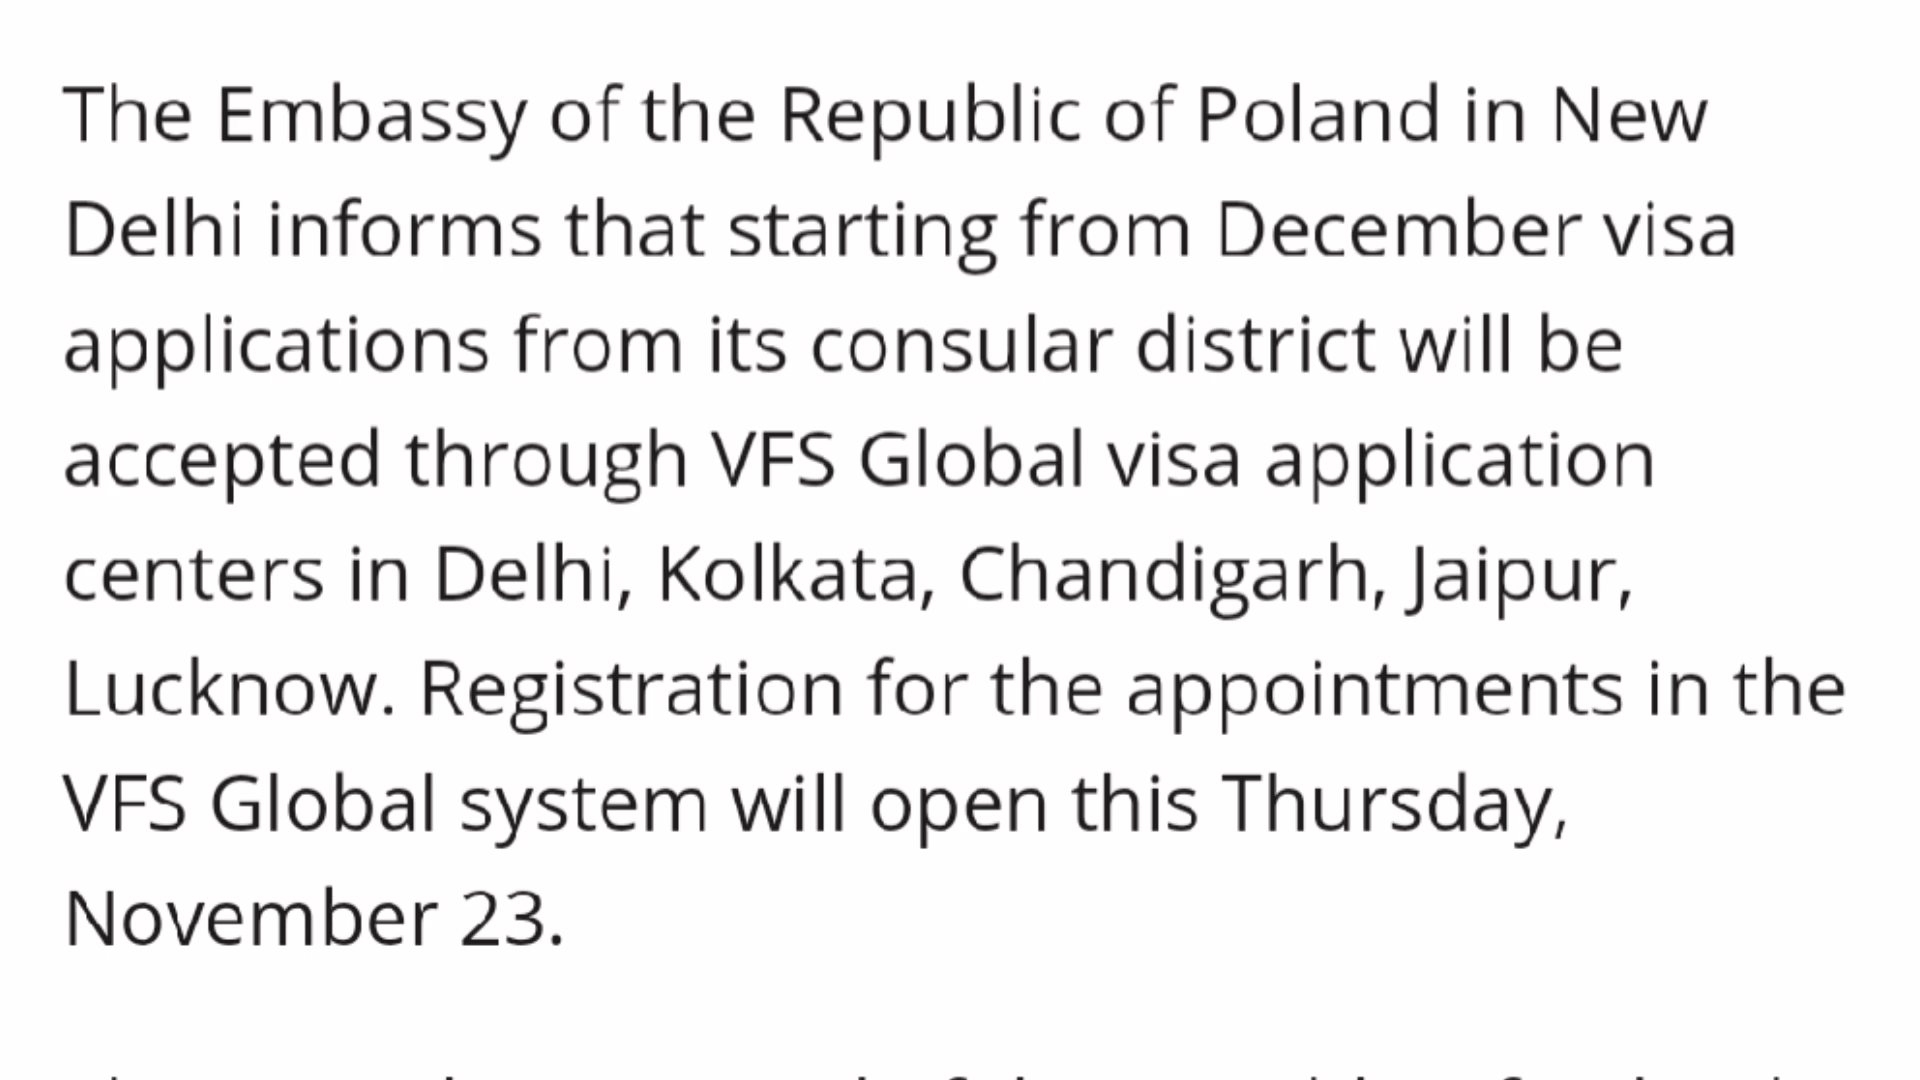 The Embassy of the Republic of Poland in New
Delhi informs that starting from December visa
applications from its consular district will be
accepted through VFS Global visa application
centers in Delhi, Kolkata, Chandigarh, Jaipur,
Lucknow. Registration for the appointments in the
VFS Global system will open this Thursday,
November 23.